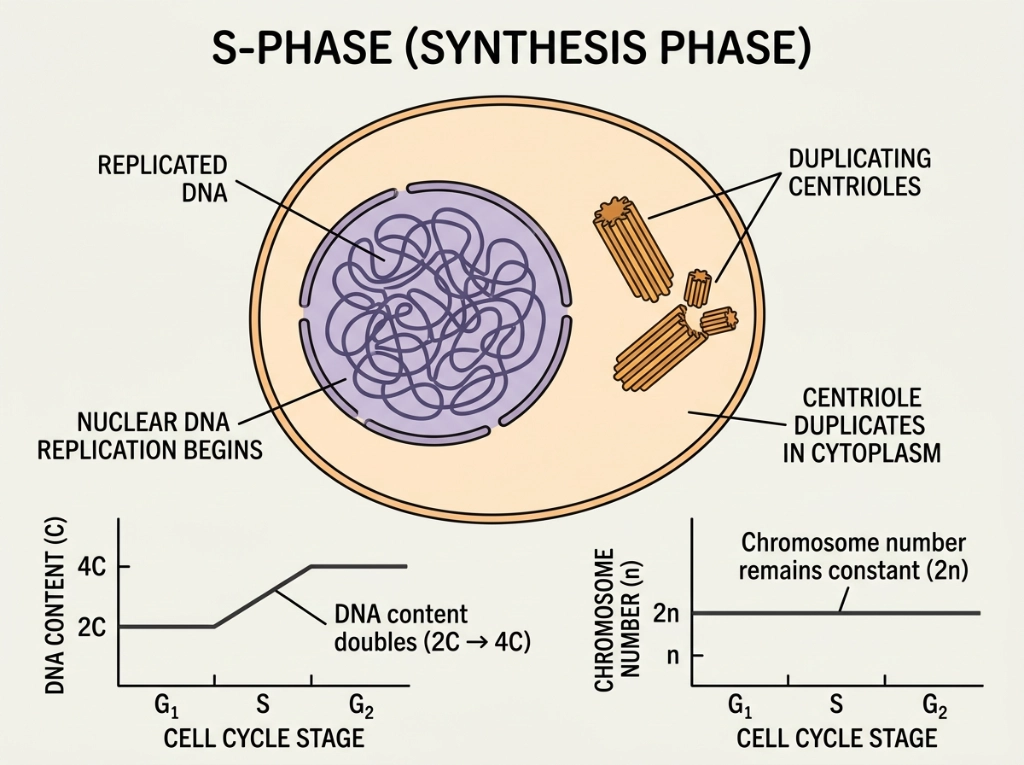 S-PHASE (SYNTHESIS PHASE)
REPLICATED
DNA
DUPLICATING
CENTRIOLES
NUCLEAR DNA
REPLICATION BEGINS
CENTRIOLE
DUPLICATES
IN CYTOPLASM
DNA CONTENT (C)
4C
2C
DNA content
doubles (2C → 4C)
G₁ S G₂
CELL CYCLE STAGE
CHROMOSOME
NUMBER (n)
Chromosome number
remains constant (2n)
2n
n
G₁ S G₂
CELL CYCLE STAGE